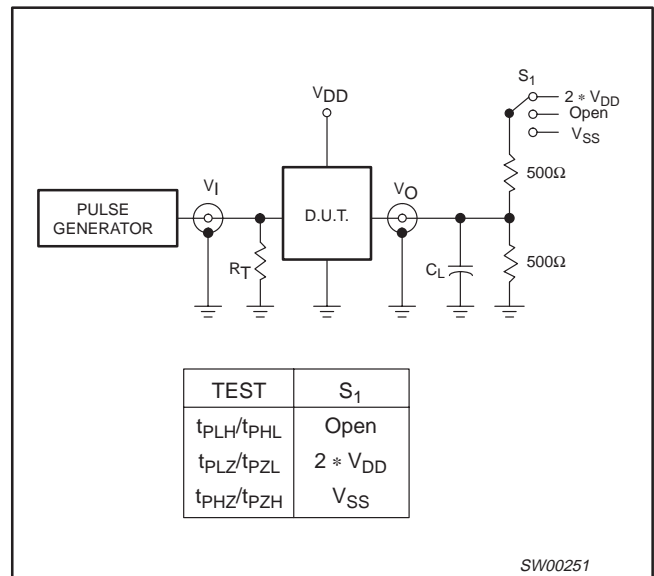 S1
2 * VDD
Open
VSS
VDD
500Ω
PULSE
GENERATOR
VI
D.U.T.
VO
RT
CL
500Ω
TEST S1
tPLH/tPHL Open
tPLZ/tPZL 2 * VDD
tPHZ/tPZH VSS
SW00251